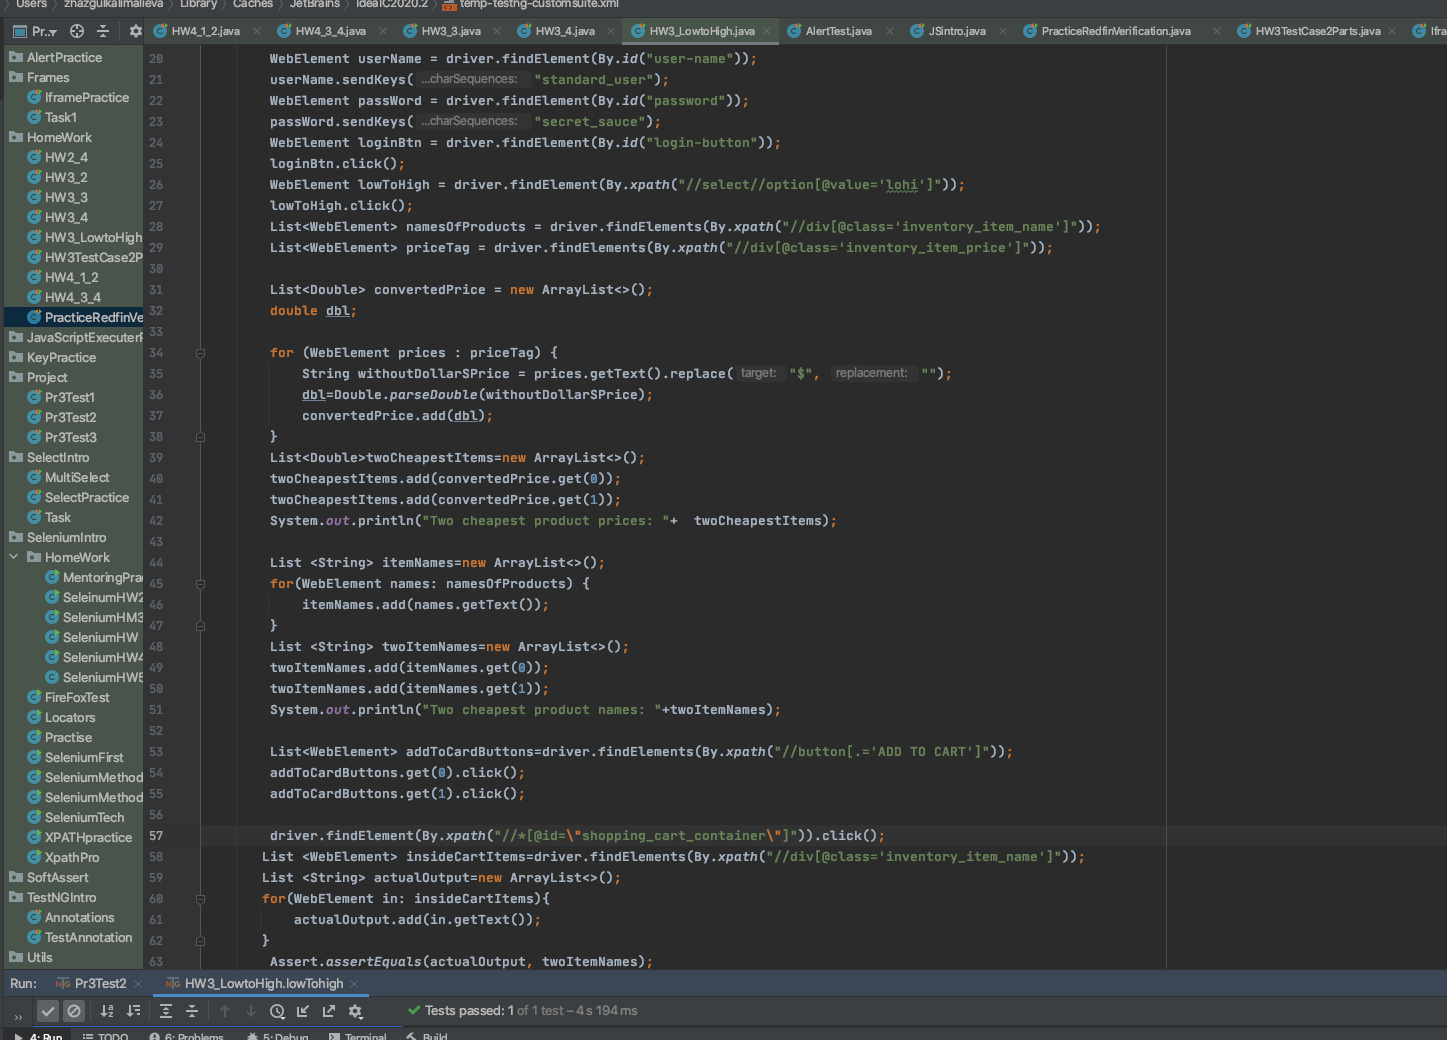 Users
zhazgulkalimalieva
Library
Caches
JetBrains
IdeaIC2020.2
temp-testng-customsuite.xml
Pr..
HW4_1_2.java
HW4_3_4.java
HW3_3.java
HW3_4.java
HW3_LowtoHigh.java
AlertTest.java
JSintro.java
PracticeRedfinVerification.java
HW3TestCase2Parts.java
Ifra
AlertPractice
Frames
IframePractice
Task1
HomeWork
HW2_4
HW3_2
HW3_3
HW3_4
HW3_LowtoHigh
HW3TestCase2P
HW4_1_2
HW4_3_4
PracticeRedfinVe
JavaScriptExecuterP
KeyPractice
Project
Pr3Test1
Pr3Test2
Pr3Test3
SelectIntro
MultiSelect
SelectPractice
Task
SeleniumIntro
HomeWork
MentoringPrac
SeleinumHW2
SeleniumHM3
SeleniumHW
SeleniumHW4
SeleniumHW5
FireFoxTest
Locators
Practise
SeleniumFirst
SeleniumMethod
SeleniumMethod
SeleniumTech
XPATHpractice
XpathPro
SoftAssert
TestNGIntro
Annotations
TestAnnotation
Utils
20 WebElement userName = driver.findElement(By.id("user-name"));
21 userName.sendKeys( ...charSequences: "standard_user");
22 WebElement passWord = driver.findElement(By.id("password"));
23 passWord.sendKeys( ...charSequences: "secret_sauce");
24 WebElement loginBtn = driver.findElement(By.id("login-button"));
25 loginBtn.click();
26 WebElement lowToHigh = driver.findElement(By.xpath("//select//option[@value='lohi']"));
27 lowToHigh.click();
28 List<WebElement> namesOfProducts = driver.findElements(By.xpath("//div[@class='inventory_item_name']"));
29 List<WebElement> priceTag = driver.findElements(By.xpath("//div[@class='inventory_item_price']"));
30
31 List<Double> convertedPrice = new ArrayList<>();
32 double dbl;
33
34 for (WebElement prices : priceTag) {
35 String withoutDollarSPrice = prices.getText().replace( target: "$", replacement: "");
36 dbl=Double.parseDouble(withoutDollarSPrice);
37 convertedPrice.add(dbl);
38 }
39 List<Double>twoCheapestItems=new ArrayList<>();
40 twoCheapestItems.add(convertedPrice.get(0));
41 twoCheapestItems.add(convertedPrice.get(1));
42 System.out.println("Two cheapest product prices: "+  twoCheapestItems);
43
44 List <String> itemNames=new ArrayList<>();
45 for(WebElement names: namesOfProducts) {
46 itemNames.add(names.getText());
47 }
48 List <String> twoItemNames=new ArrayList<>();
49 twoItemNames.add(itemNames.get(0));
50 twoItemNames.add(itemNames.get(1));
51 System.out.println("Two cheapest product names: "+twoItemNames);
52
53 List<WebElement> addToCardButtons=driver.findElements(By.xpath("//button[.='ADD TO CART']"));
54 addToCardButtons.get(0).click();
55 addToCardButtons.get(1).click();
56
57 driver.findElement(By.xpath("//*[@id=\"shopping_cart_container\"]")).click();
58 List <WebElement> insideCartItems=driver.findElements(By.xpath("//div[@class='inventory_item_name']"));
59 List <String> actualOutput=new ArrayList<>();
60 for(WebElement in: insideCartItems){
61 actualOutput.add(in.getText());
62 }
63 Assert.assertEquals(actualOutput, twoItemNames);
Run:
Pr3Test2
HW3_LowtoHigh.lowTohigh
Tests passed: 1 of 1 test – 4 s 194 ms
4: Run
TODO
6: Problems
5: Debug
Terminal
Build